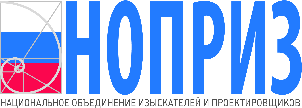 НОПРИЗ
НАЦИОНАЛЬНОЕ ОБЪЕДИНЕНИЕ ИЗЫСКАТЕЛЕЙ И ПРОЕКТИРОВЩИКОВ